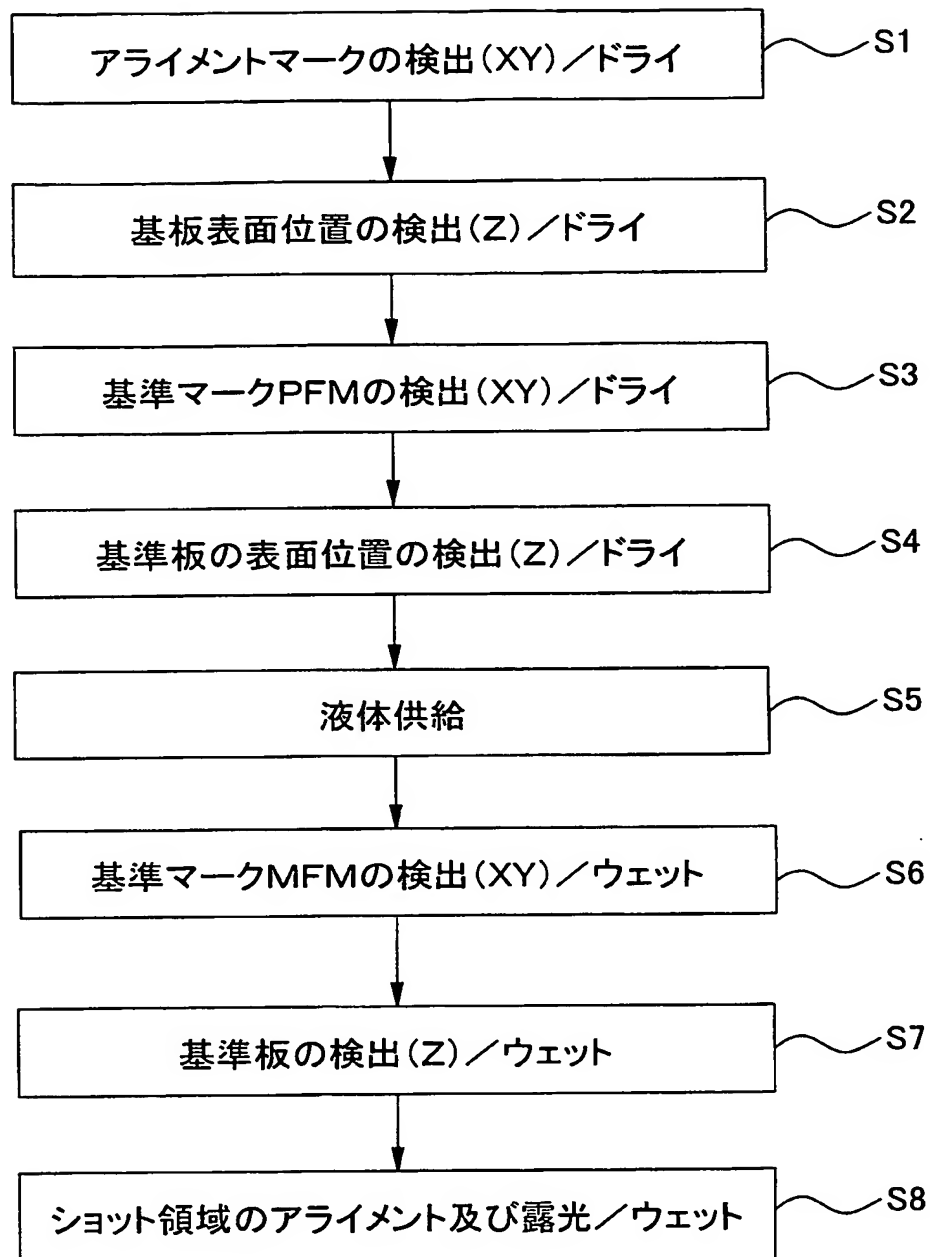 アライメントマークの検出(XY)／ドライ
S1
基板表面位置の検出(Z)／ドライ
S2
基準マークPFMの検出(XY)／ドライ
S3
基準板の表面位置の検出(Z)／ドライ
S4
液体供給
S5
基準マークMFMの検出(XY)／ウェット
S6
基準板の検出(Z)／ウェット
S7
ショット領域のアライメント及び露光／ウェット
S8